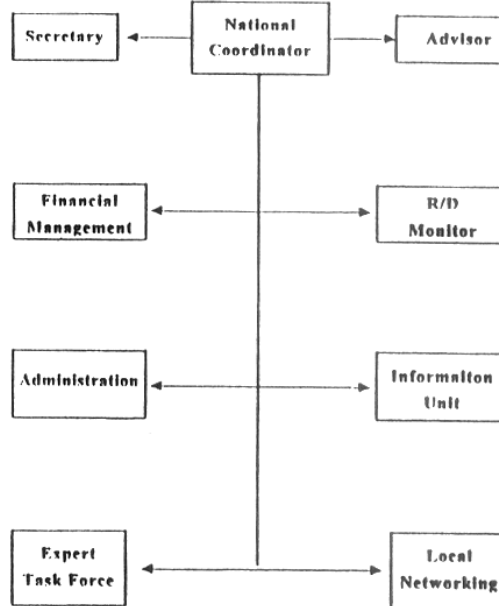 Secretary
National
Coordinator
Advisor
Financial
Management
R/D
Monitor
Administration
Informaiton
Unit
Expert
Task Force
Local
Networking